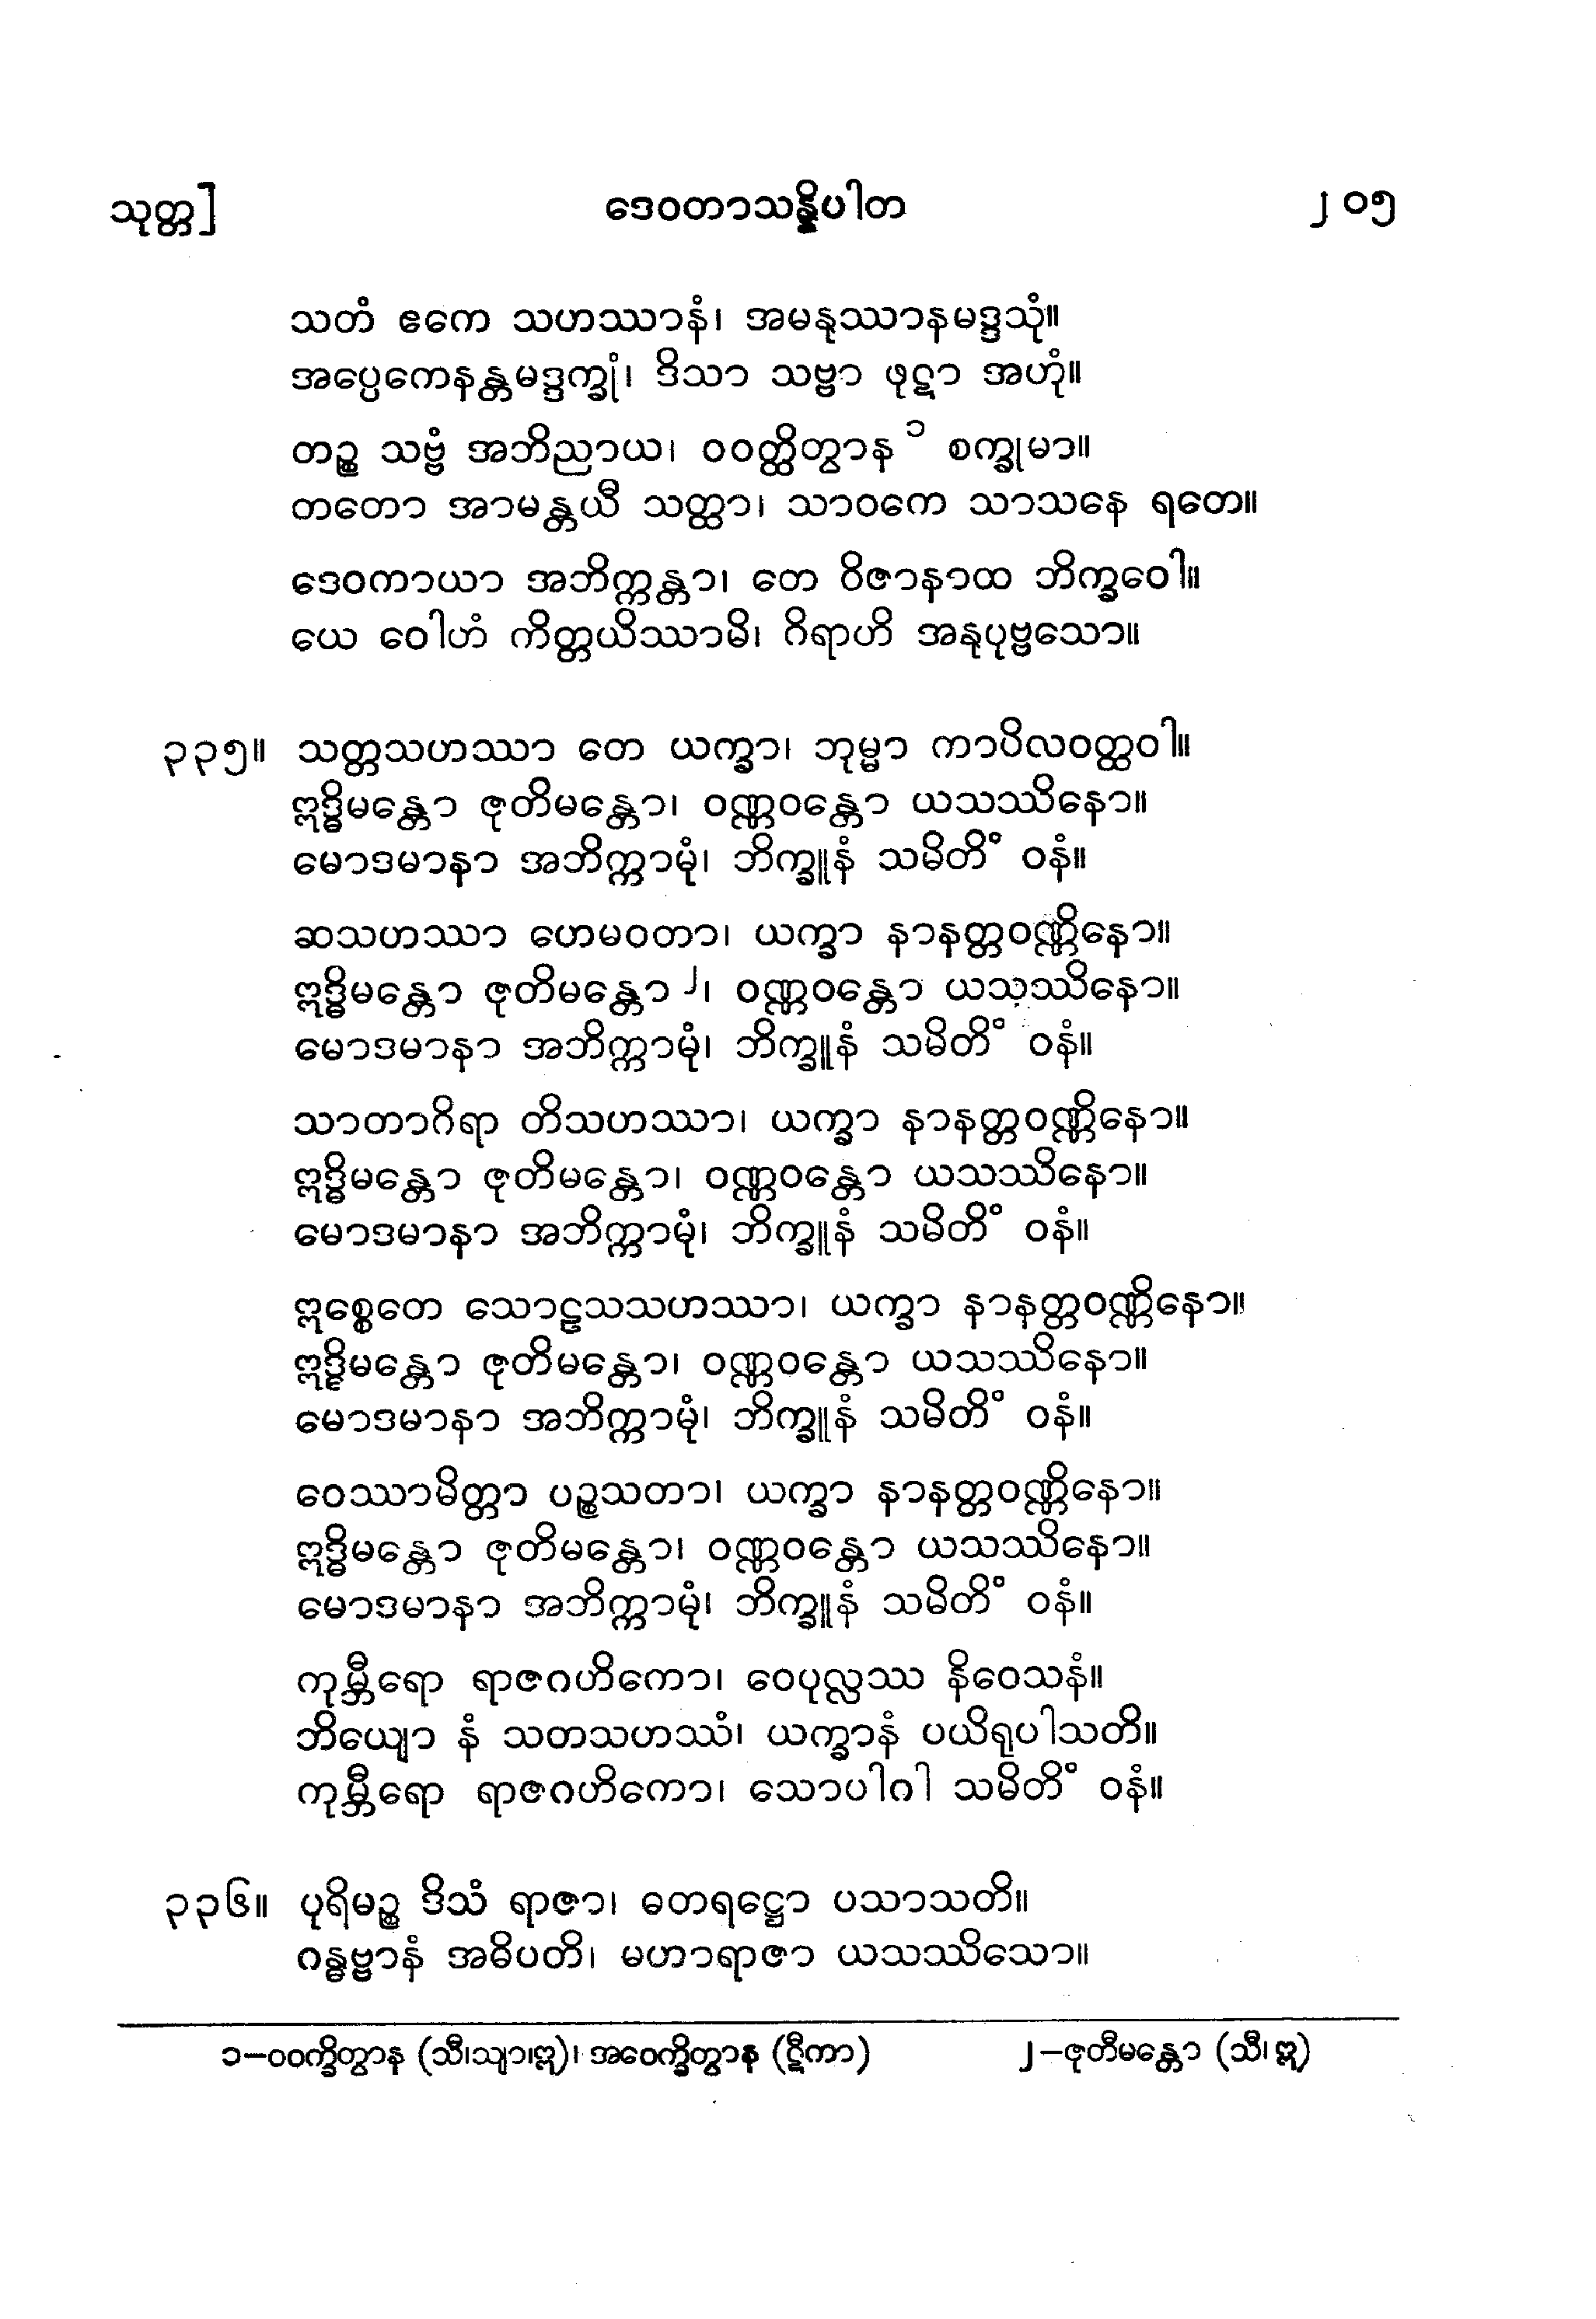 သုတ္တ] ဒေဝတာသန္နိပါတ ၂၀၅
သတံ ဧကေ သဟဿာနံ၊ အမနုဿာနမဒ္ဒသုံ။
အပ္ပေကေနန္တမဒ္ဒက္ခုံ၊ ဒိသာ သဗ္ဗာ ဖုဋာ အဟုံ။
တဉ္စ သဗ္ဗံ အဘိညာယ၊ ဝဝတ္ထိတွာန ၁ စက္ခုမာ။
တတော အာမန္တယီ သတ္ထာ၊ သာဝကေ သာသနေ ရတေ။
ဒေဝကာယာ အဘိက္ကန္တာ၊ တေ ဝိဇာနာထ ဘိက္ခဝေါ။
ယေ ဝေါဟံ ကိတ္တယိဿာမိ၊ ဂိရာဟိ အနုပုဗ္ဗသော။
၃၃၅။ သတ္တသဟဿာ တေ ယက္ခာ၊ ဘုမ္မာ ကာပိလဝတ္ထဝါ။
ဣဒ္ဓိမန္တော ဇုတိမန္တော၊ ဝဏ္ဏဝန္တော ယသဿိနော။
မောဒမာနာ အဘိက္ကာမုံ၊ ဘိက္ခူနံ သမိတိံ ဝနံ။
ဆသဟဿာ ဟေမဝတာ၊ ယက္ခာ နာနတ္တဝဏ္ဏိနော။
ဣဒ္ဓိမန္တော ဇုတိမန္တော ၂၊ ဝဏ္ဏဝန္တော ယသဿိနော။
မောဒမာနာ အဘိက္ကာမုံ၊ ဘိက္ခူနံ သမိတိံ ဝနံ။
သာတာဂိရာ တိသဟဿာ၊ ယက္ခာ နာနတ္တဝဏ္ဏိနော။
ဣဒ္ဓိမန္တော ဇုတိမန္တော၊ ဝဏ္ဏဝန္တော ယသဿိနော။
မောဒမာနာ အဘိက္ကာမုံ၊ ဘိက္ခူနံ သမိတိံ ဝနံ။
ဣစ္စေတေ သောဠသသဟဿာ၊ ယက္ခာ နာနတ္တဝဏ္ဏိနော။
ဣဒ္ဓိမန္တော ဇုတိမန္တော၊ ဝဏ္ဏဝန္တော ယသဿိနော။
မောဒမာနာ အဘိက္ကာမုံ၊ ဘိက္ခူနံ သမိတိံ ဝနံ။
ဝေဿာမိတ္တာ ပဉ္စသတာ၊ ယက္ခာ နာနတ္တဝဏ္ဏိနော။
ဣဒ္ဓိမန္တော ဇုတိမန္တော၊ ဝဏ္ဏဝန္တော ယသဿိနော။
မောဒမာနာ အဘိက္ကာမုံ၊ ဘိက္ခူနံ သမိတိံ ဝနံ။
ကုမ္ဘီရော ရာဇဂဟိကော၊ ဝေပုလ္လဿ နိဝေသနံ။
ဘိယျော နံ သတသဟဿံ၊ ယက္ခာနံ ပယိရုပါသတိ။
ကုမ္ဘီရော ရာဇဂဟိကော၊ သောပါဂါ သမိတိံ ဝနံ။
၃၃၆။ ပုရိမဉ္စ ဒိသံ ရာဇာ၊ ဓတရဋ္ဌော ပသာသတိ။
ဂန္ဓဗ္ဗာနံ အဓိပတိ၊ မဟာရာဇာ ယသဿိသော။
၁–ဝဝက္ခိတွာန (သီ၊သျာ၊ဣ)၊ အဝေက္ခိတွာန (ဋီကာ) ၂–ဇုတီမန္တော (သီ၊ ဣ)